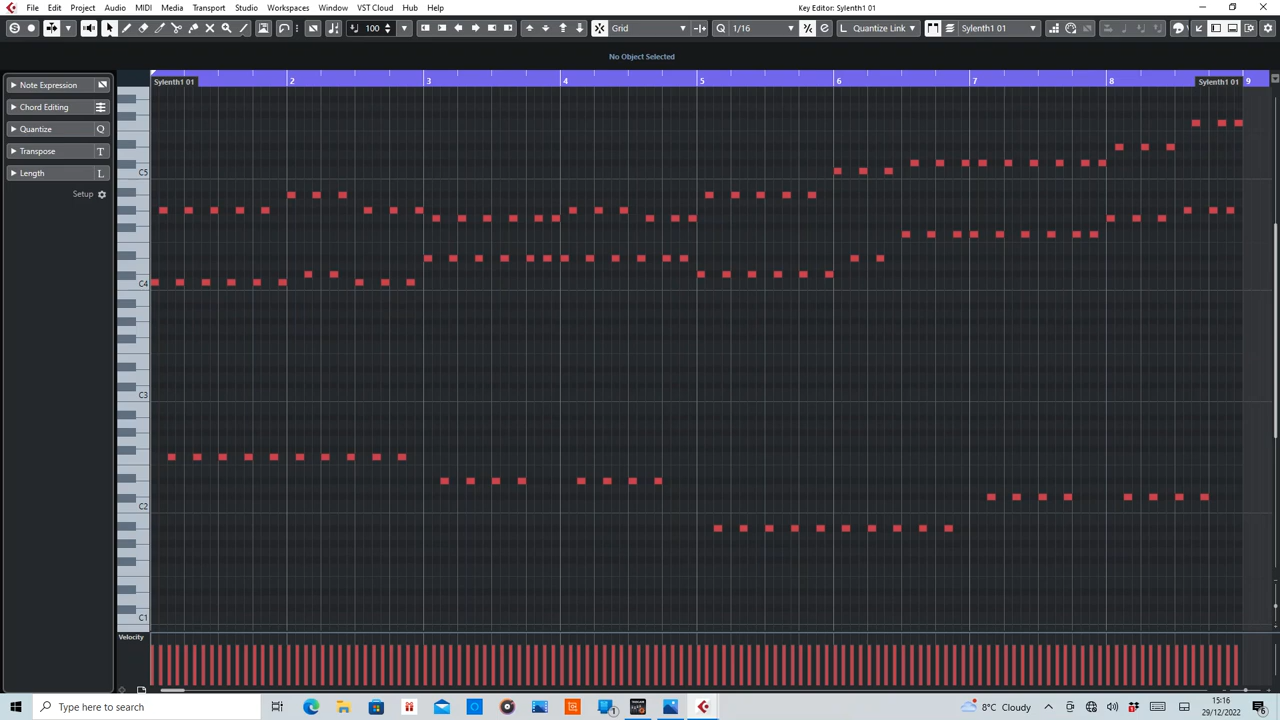 File Edit Project Audio MIDI Media Transport Studio Workspaces Window VST Cloud Hub Help
Key Editor: Sylenth1 01
100 Grid Q 1/16 Quantize Link Sylenth1 01
No Object Selected
2 3 4 5 6 7 8 9
Sylenth1 01 Sylenth1 01
Note Expression
Chord Editing
Quantize Q
Transpose T
Length L
Setup
C5
C4
C3
C2
C1
Velocity
Type here to search
8°C Cloudy
15:16
29/12/2022